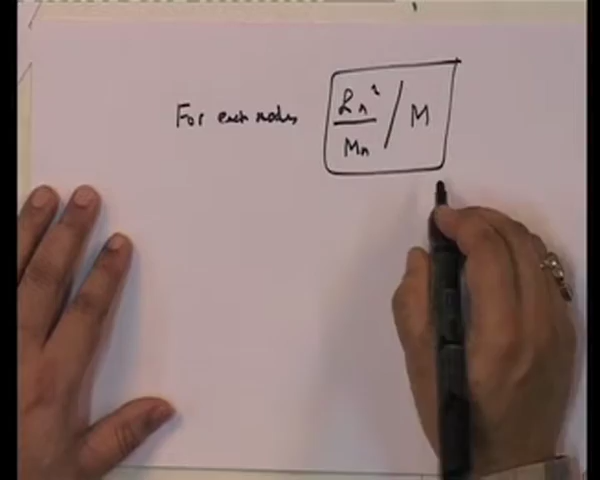 For each modes ℒn² / Mn / M